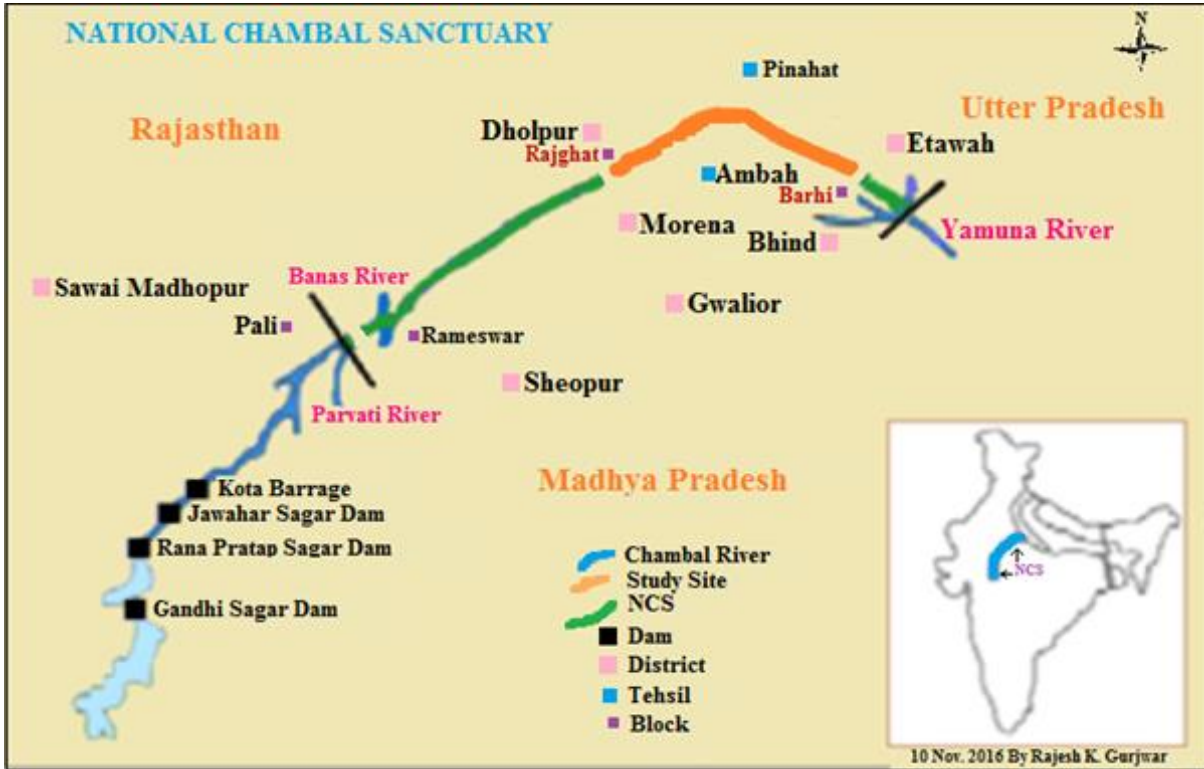 NATIONAL CHAMBAL SANCTUARY
N
Pinahat
Utter Pradesh
Rajasthan
Dholpur
Etawah
Rajghat
Ambah
Barhi
Morena
Yamuna River
Bhind
Banas River
Sawai Madhopur
Gwalior
Pali
Rameswar
Sheopur
Parvati River
Madhya Pradesh
Kota Barrage
Jawahar Sagar Dam
Rana Pratap Sagar Dam
Gandhi Sagar Dam
Chambal River
Study Site
NCS
Dam
District
Tehsil
Block
NCS
10 Nov. 2016 By Rajesh K. Gurjwar